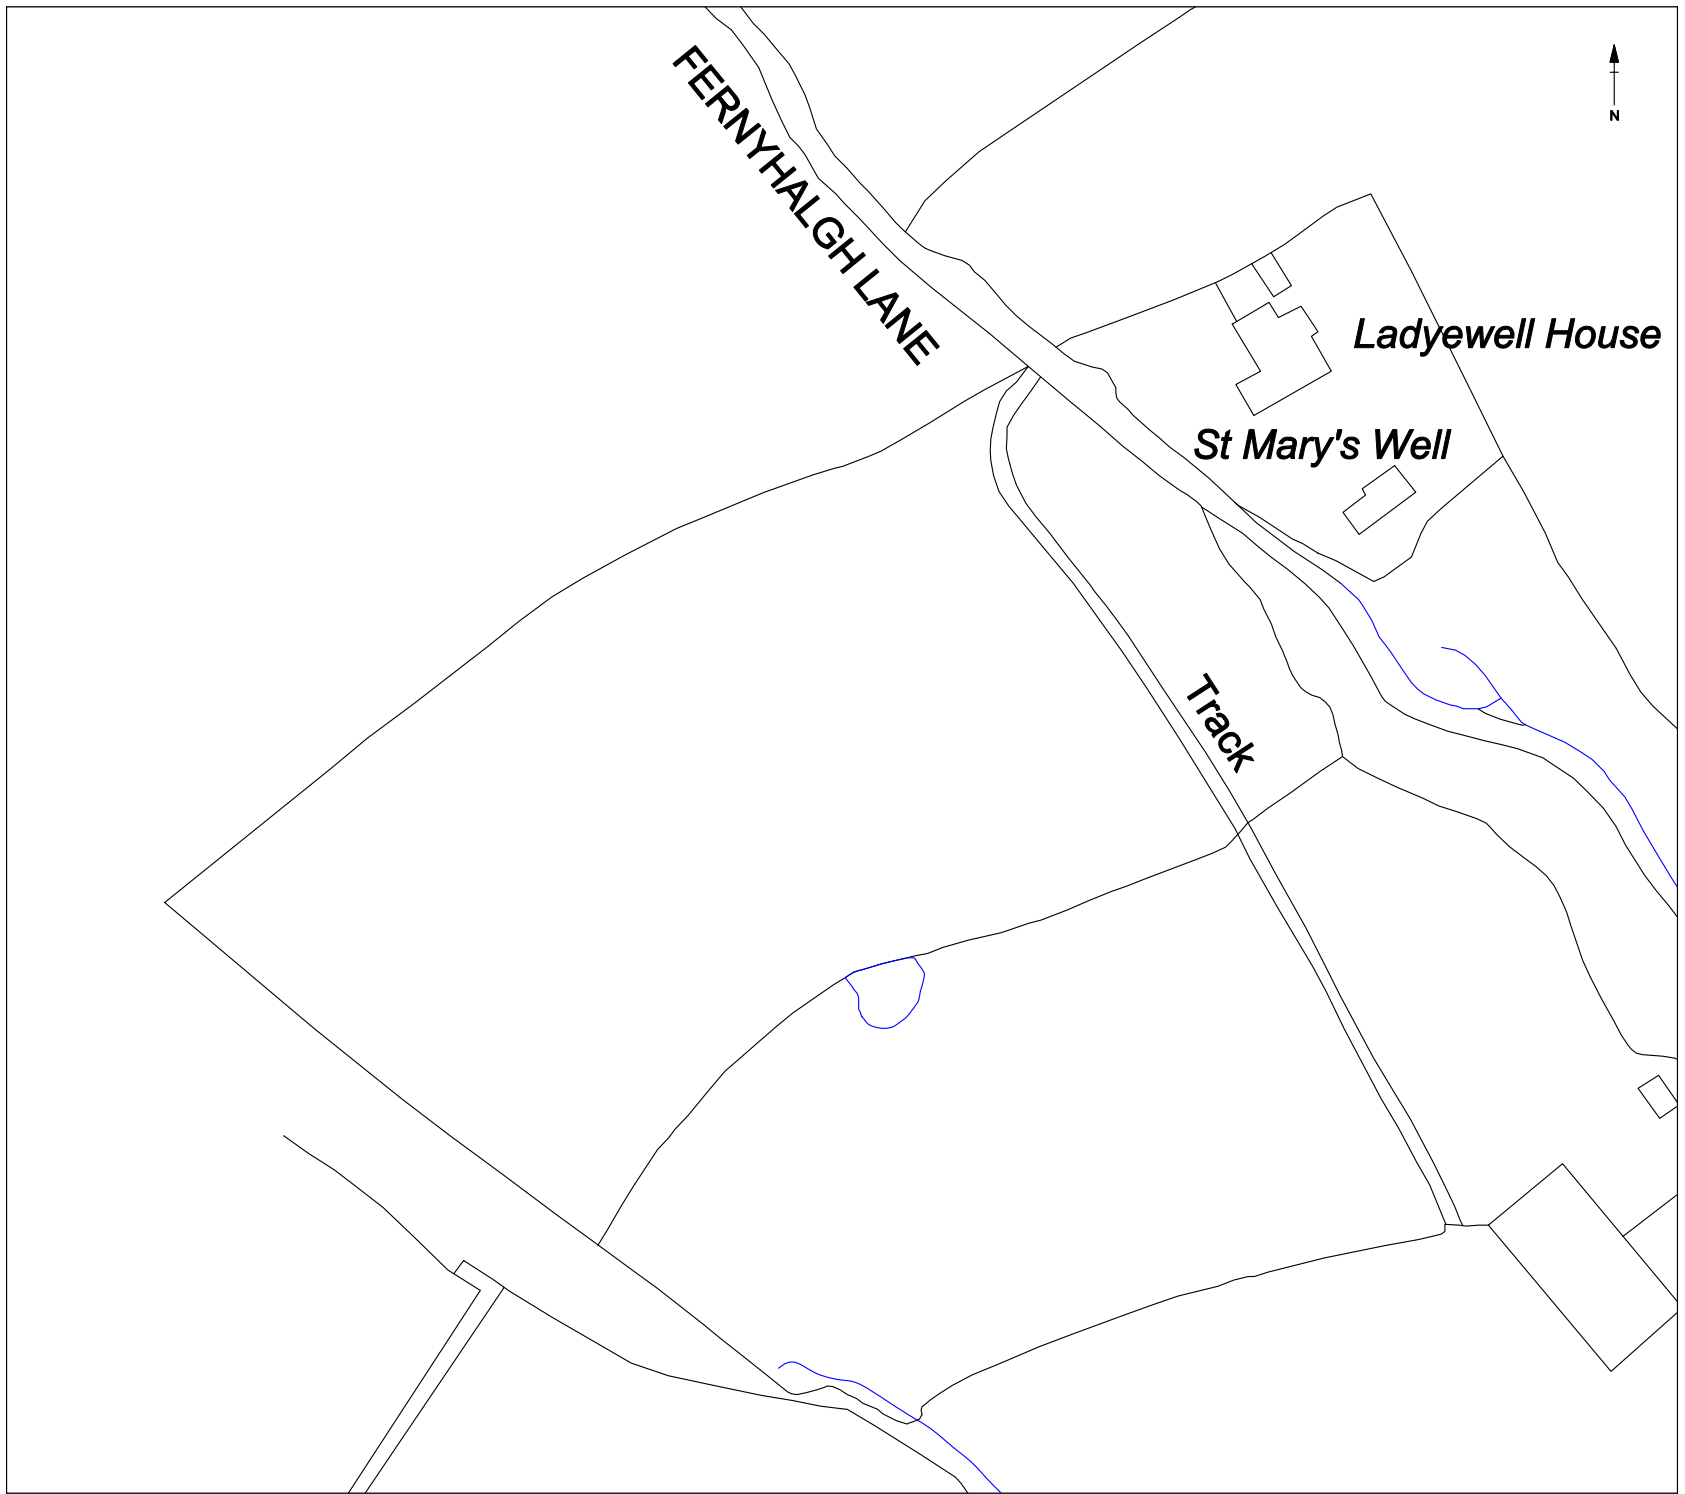 FERNYHALGH LANE
N
Ladyewell House
St Mary's Well
Track